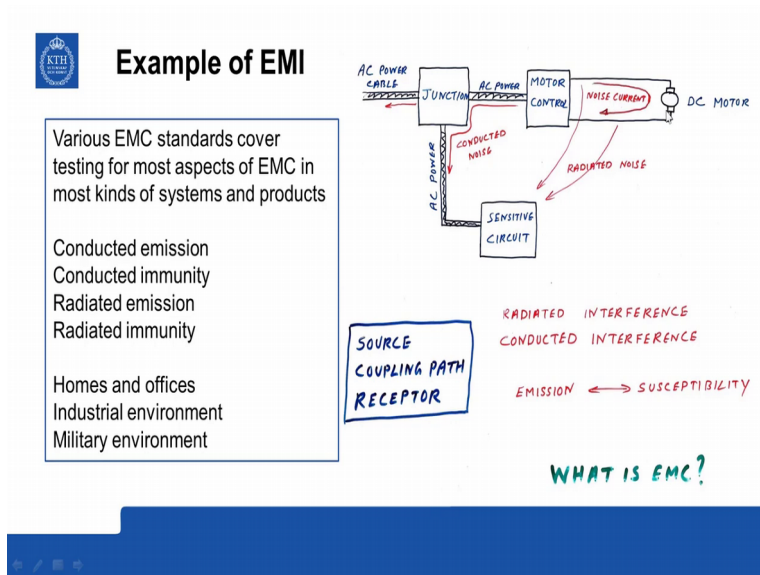 KTH
Example of EMI
Various EMC standards cover
testing for most aspects of EMC in
most kinds of systems and products
Conducted emission
Conducted immunity
Radiated emission
Radiated immunity
Homes and offices
Industrial environment
Military environment
AC POWER
CABLE
JUNCTION
AC POWER
MOTOR
CONTROL
NOISE CURRENT
DC MOTOR
CONDUCTED
NOISE
RADIATED NOISE
AC POWER
SENSITIVE
CIRCUIT
SOURCE
COUPLING PATH
RECEPTOR
RADIATED INTERFERENCE
CONDUCTED INTERFERENCE
EMISSION ↔ SUSCEPTIBILITY
WHAT IS EMC?